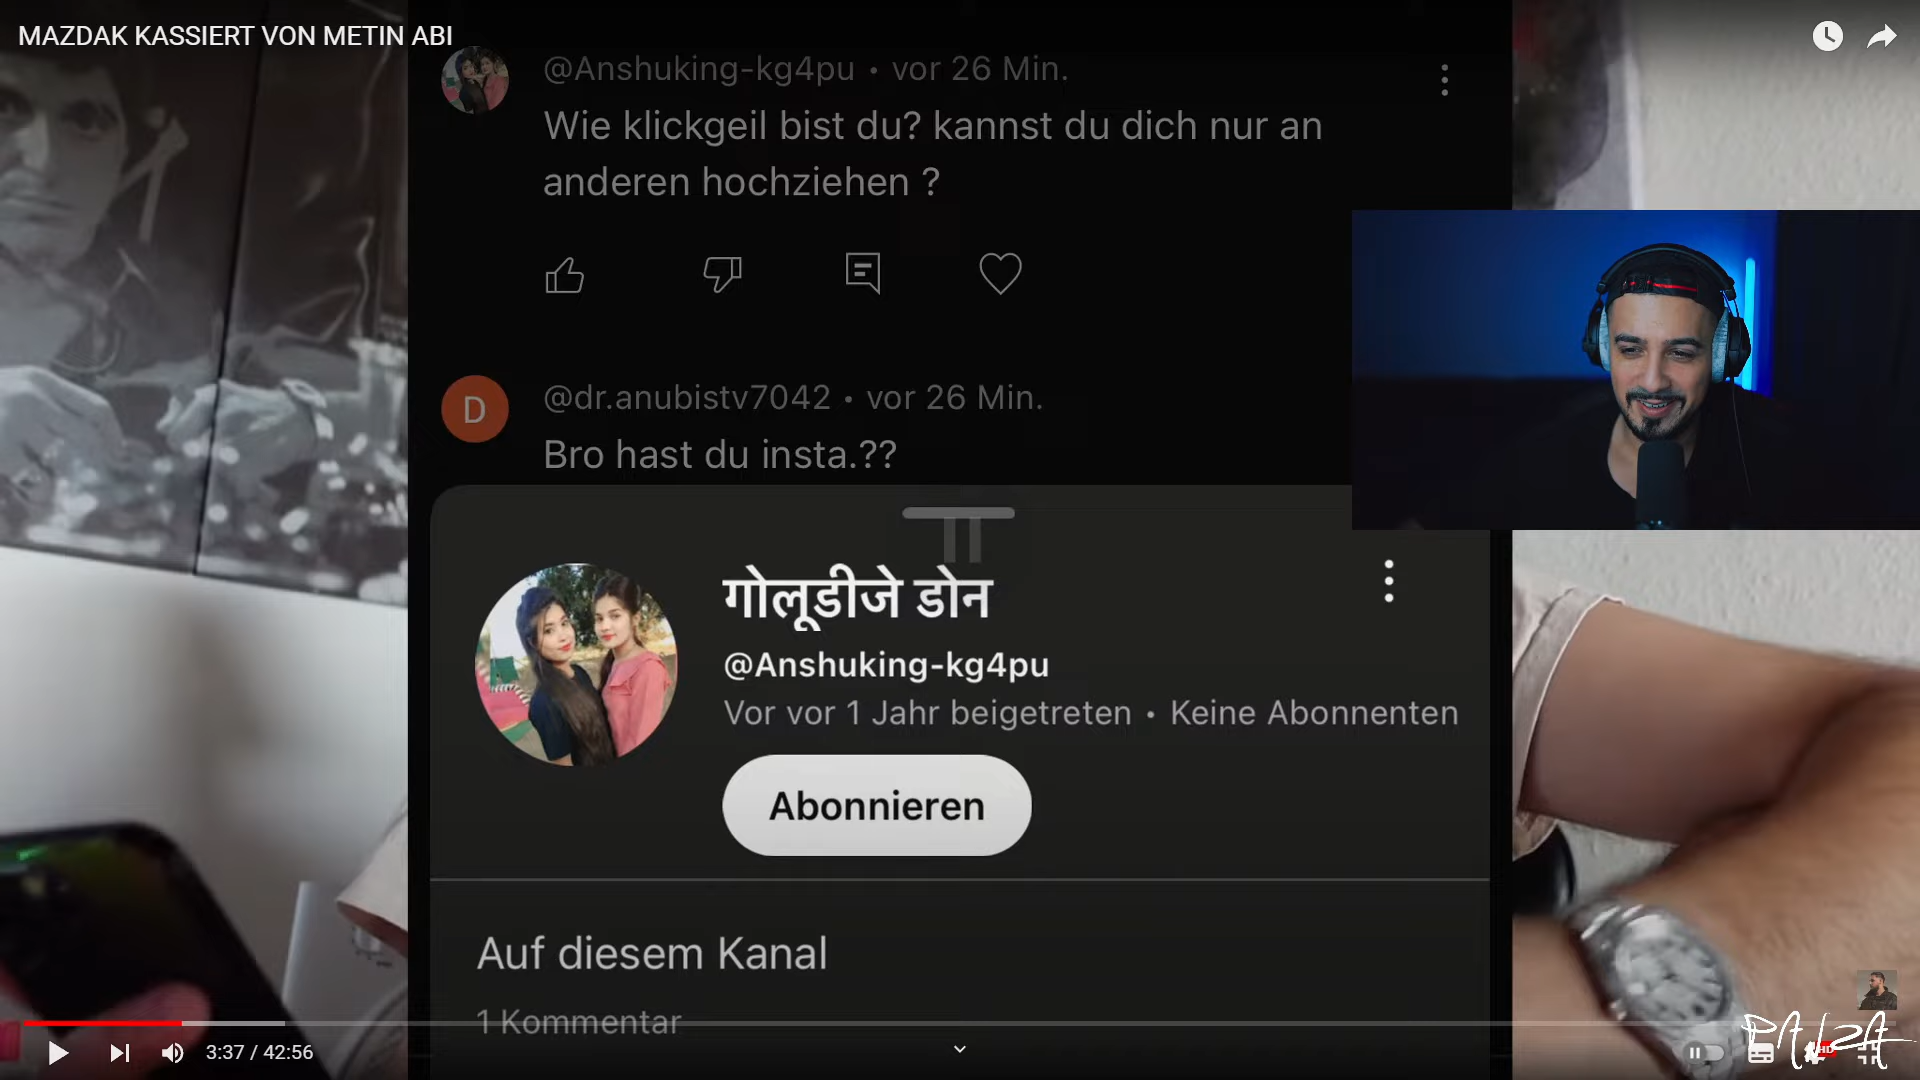 MAZDAK KASSIERT VON METIN ABI
@Anshuking-kg4pu • vor 26 Min.
Wie klickgeil bist du? kannst du dich nur an
anderen hochziehen ?
D
@dr.anubistv7042 • vor 26 Min.
Bro hast du insta.??
गोलूडीजे डोन
@Anshuking-kg4pu
Vor vor 1 Jahr beigetreten • Keine Abonnenten
Abonnieren
Auf diesem Kanal
1 Kommentar
3:37 / 42:56
HD
PA1ZA